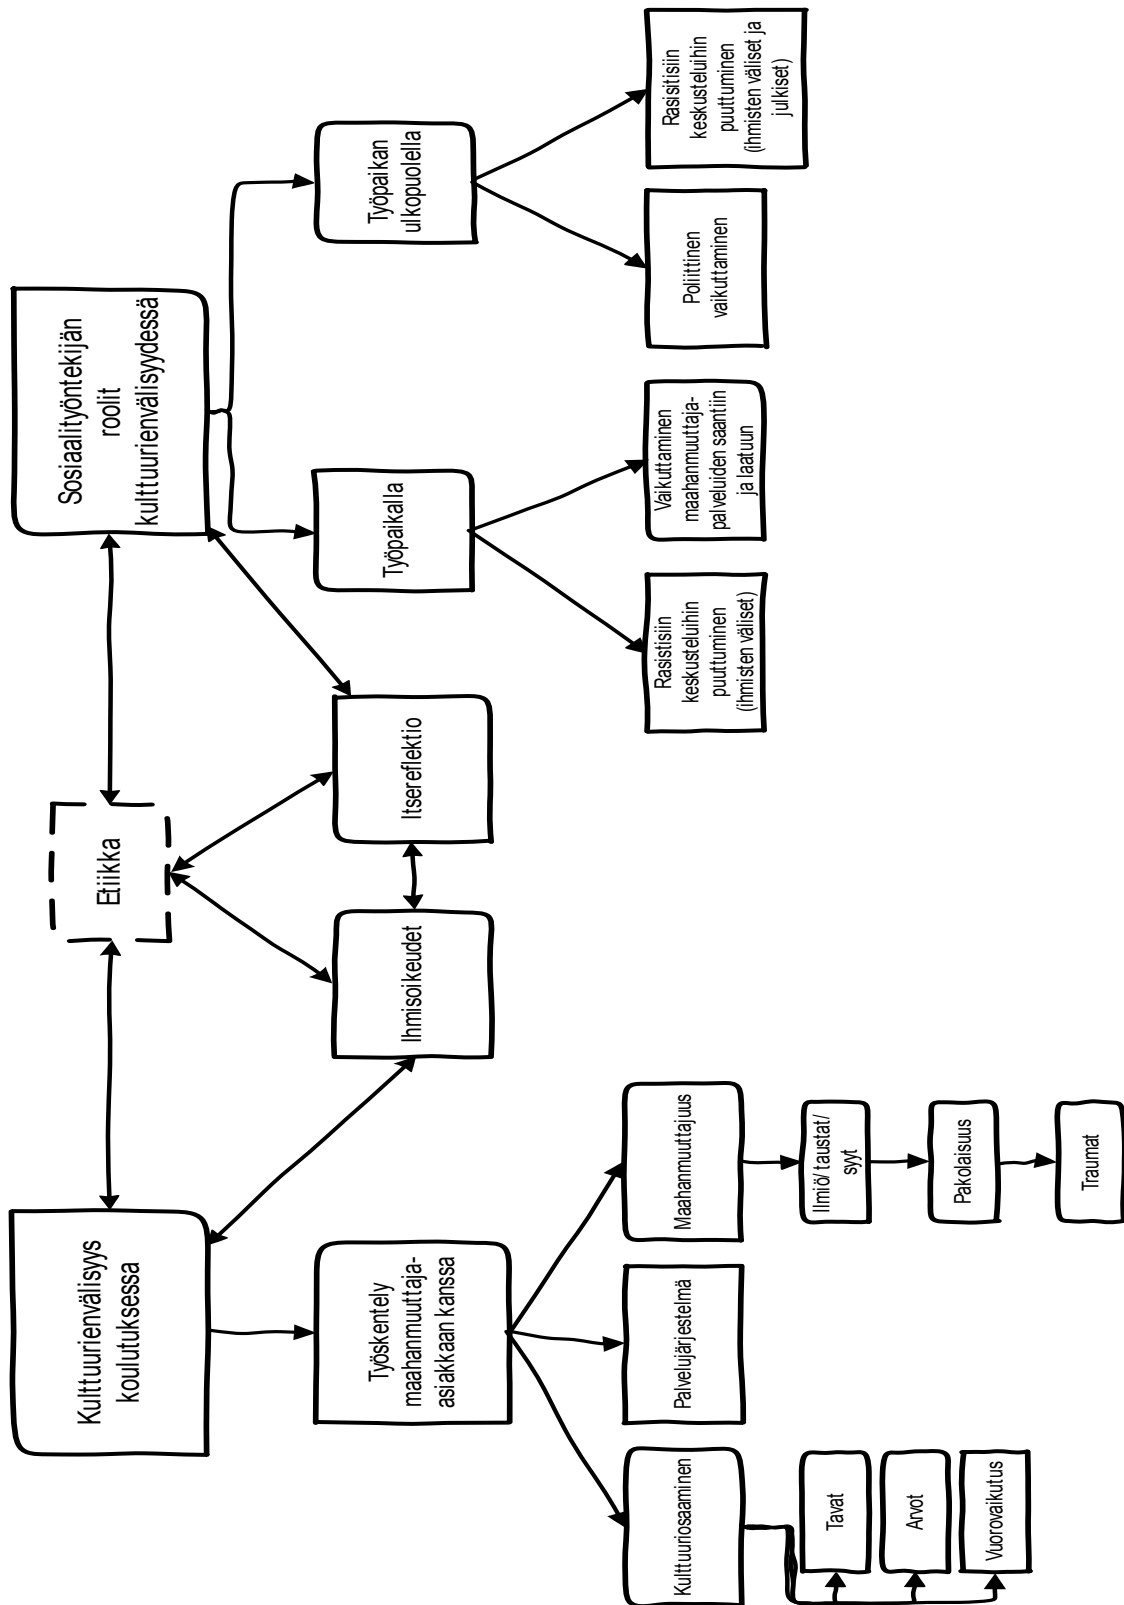 Kulttuurienvälisyys
koulutuksessa
Etiikka
Sosiaalityöntekijän
roolit
kulttuurienvälisyydessä
Työskentely
maahanmuuttaja-
asiakkaan kanssa
Ihmisoikeudet
Itsereflektio
Työpaikalla
Työpaikan
ulkopuolella
Kulttuuriosaaminen
Palvelujärjestelmä
Maahanmuuttajuus
Rasistisiin
keskusteluihin
puuttuminen
(ihmisten väliset)
Vaikuttaminen
maahanmuuttaja-
palveluiden saantiin
ja laatuun
Poliittinen
vaikuttaminen
Rasisitisiin
keskusteluihin
puuttuminen
(ihmisten väliset ja
julkiset)
Tavat
Arvot
Vuorovaikutus
Ilmiö/ taustat/
syyt
Pakolaisuus
Traumat